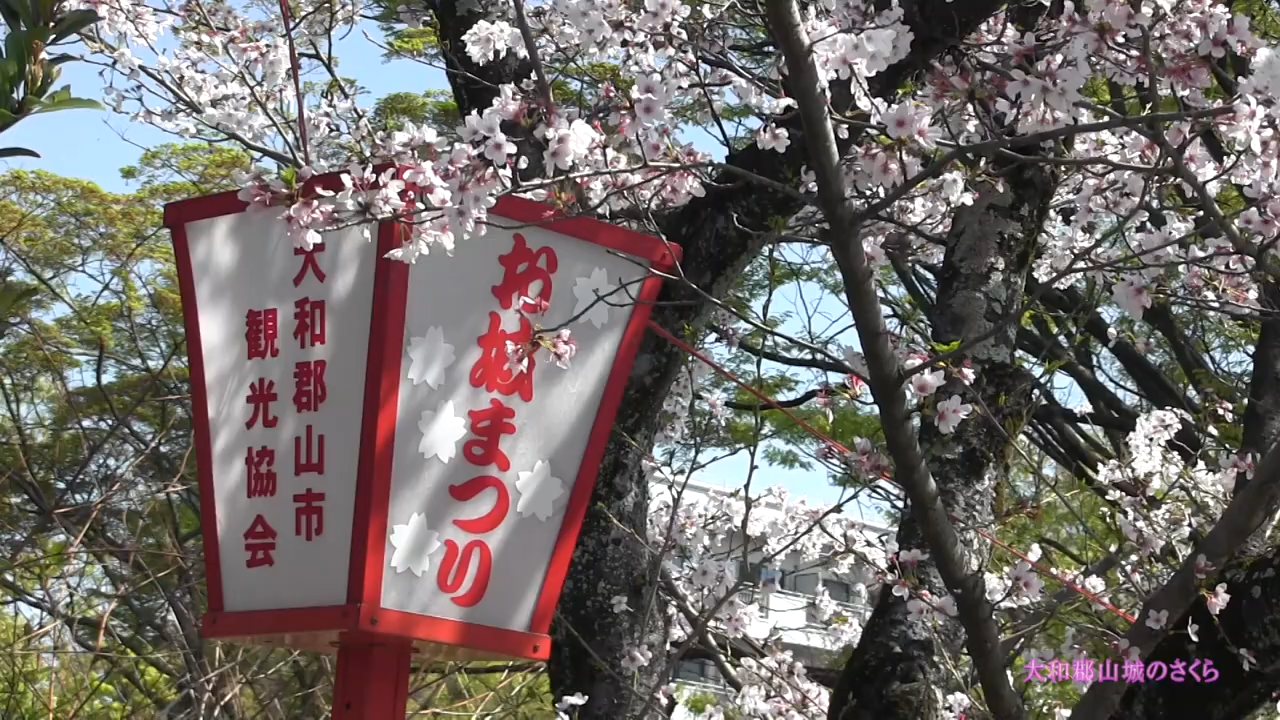 お城まつり
大和郡山市
観光協会
大和郡山城のさくら